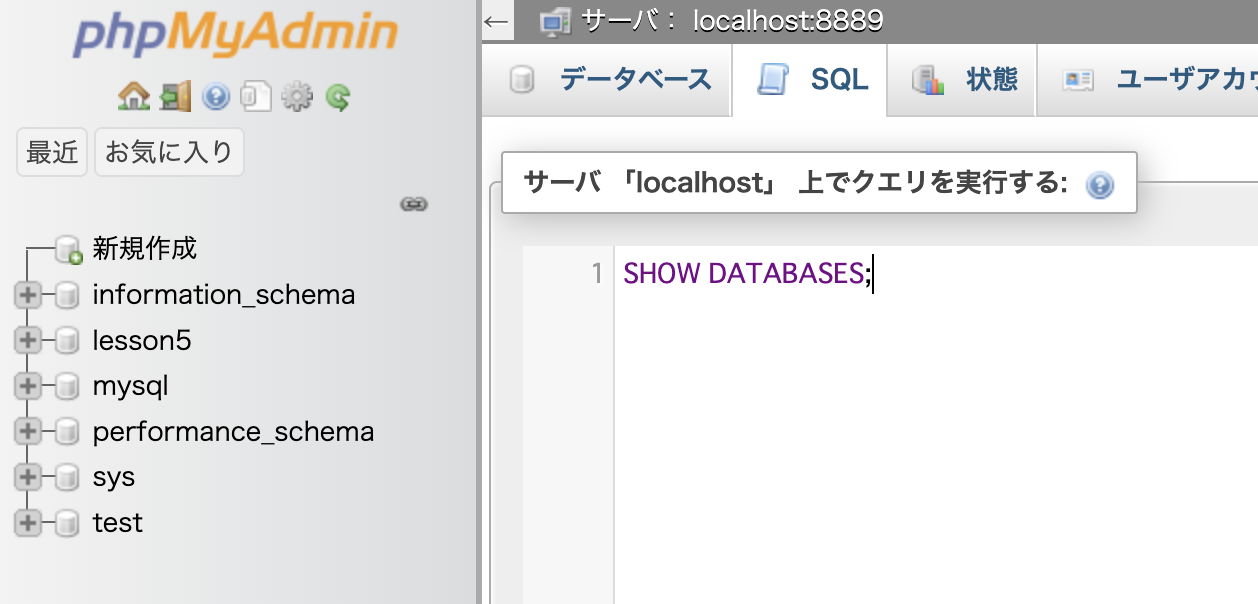 phpMyAdmin
最近 お気に入り
新規作成
information_schema
lesson5
mysql
performance_schema
sys
test
← サーバ： localhost:8889
データベース SQL 状態 ユーザアカウ
サーバ 「localhost」 上でクエリを実行する:
1 SHOW DATABASES;